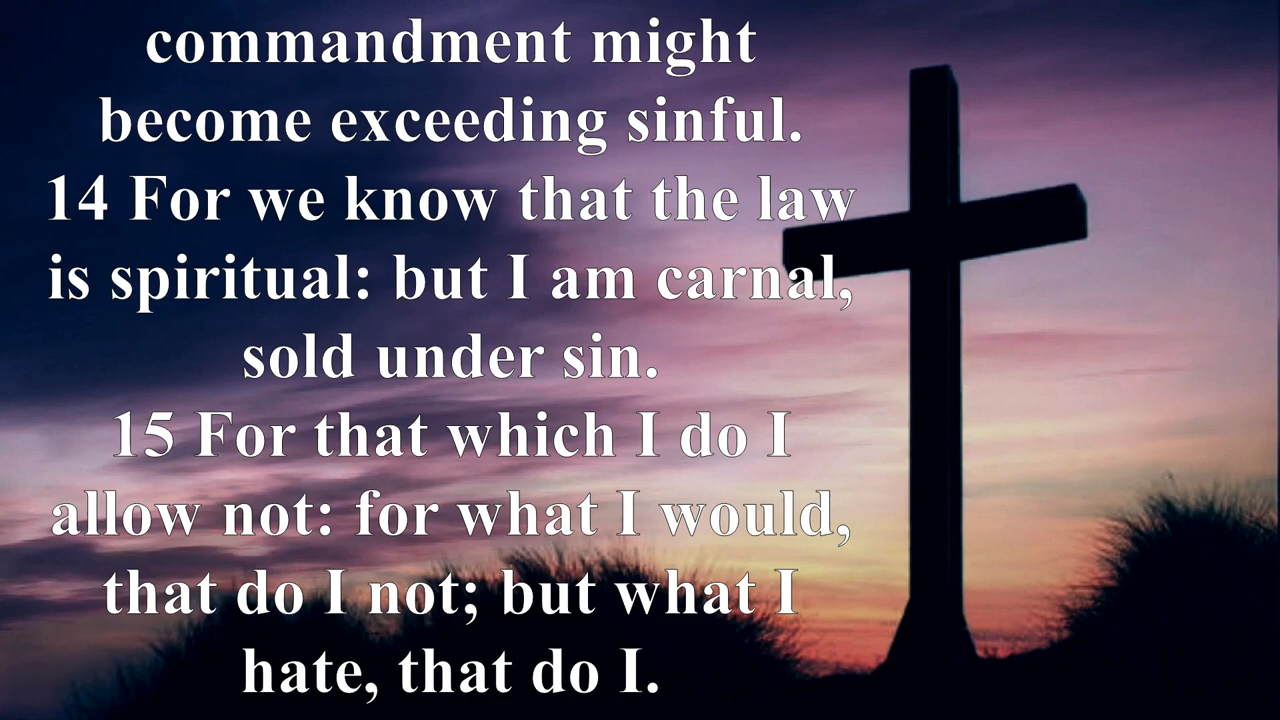 commandment might
become exceeding sinful.
14 For we know that the law
is spiritual: but I am carnal,
sold under sin.
15 For that which I do I
allow not: for what I would,
that do I not; but what I
hate, that do I.